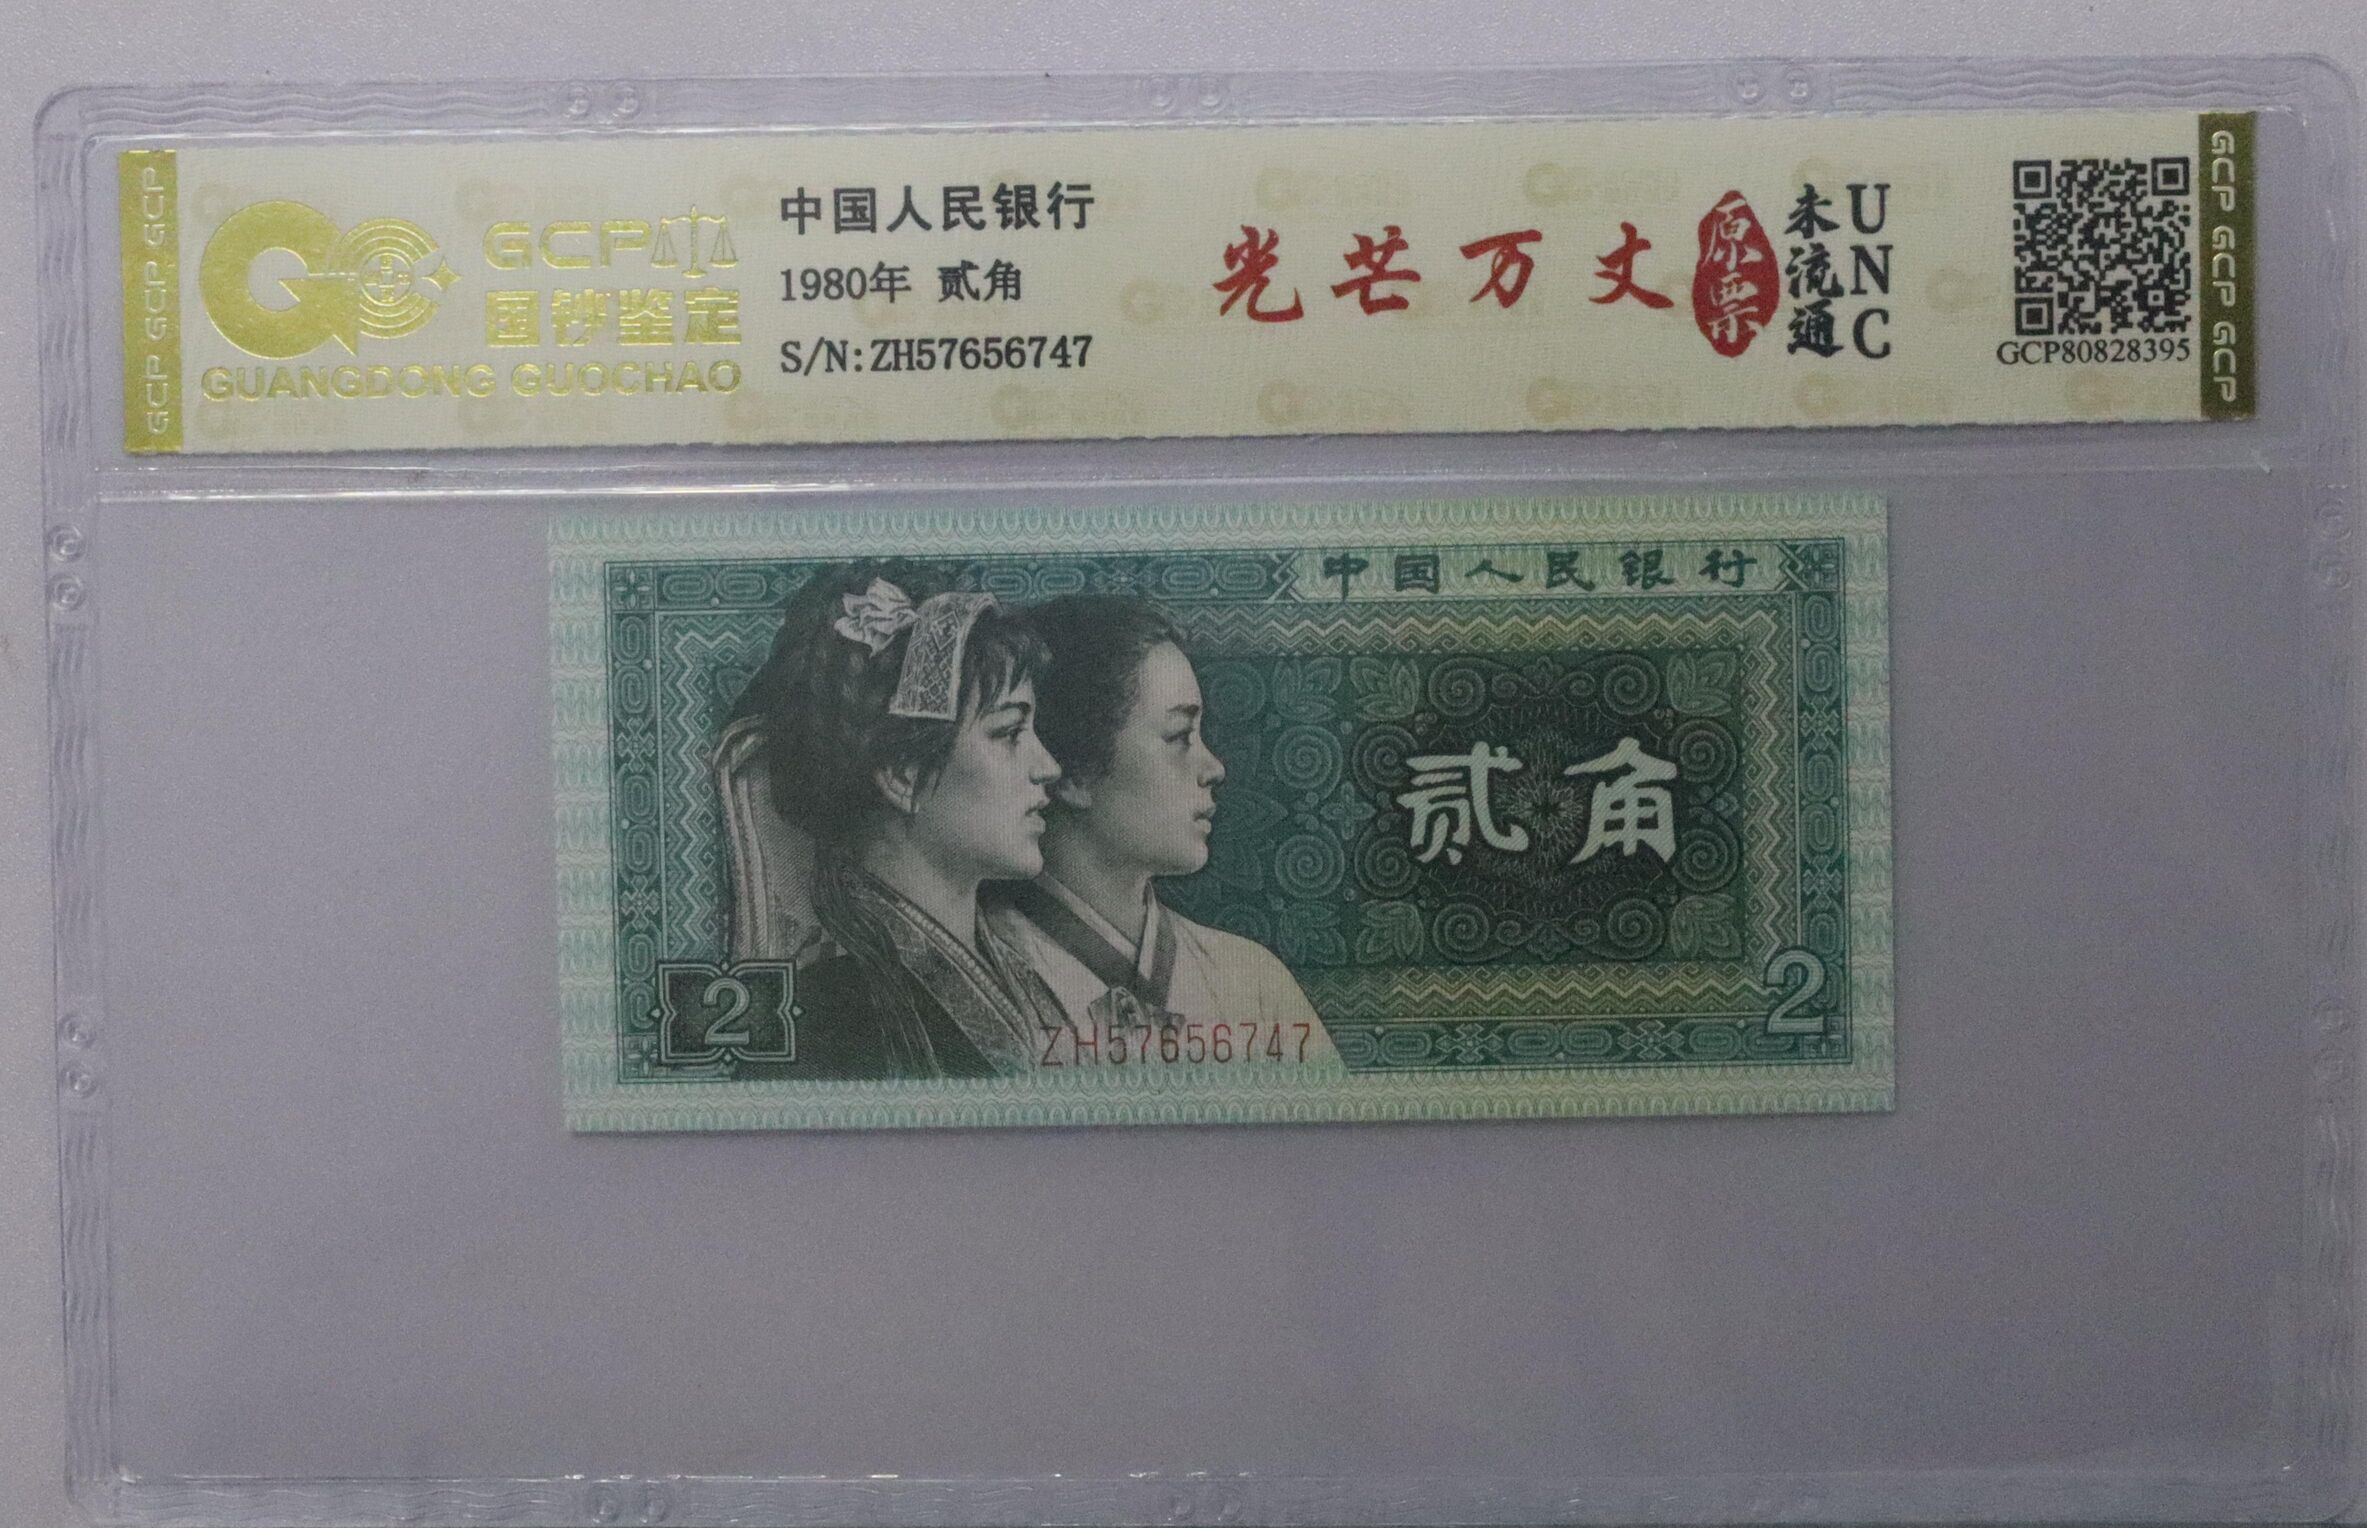 GCP GCP GCP
GCP
国钞鉴定
GUANGDONG GUOCHAO
中国人民银行
1980年 贰角
S/N:ZH57656747
光芒万丈
原票
未流通
UNC
GCP80828395
GCP GCP GCP
中国人民银行
贰角
2
2
ZH57656747